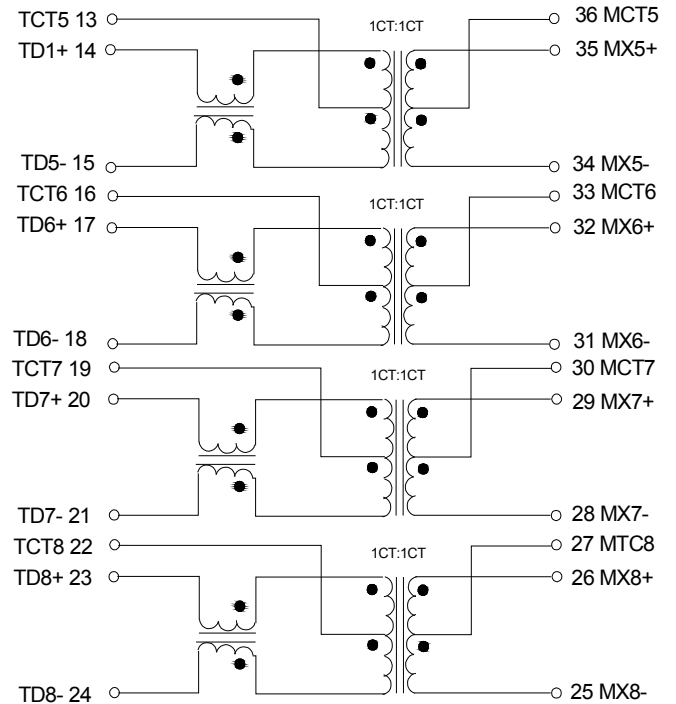 TCT5 13
1CT:1CT
36 MCT5
TD1+ 14
35 MX5+
TD5- 15
34 MX5-
TCT6 16
1CT:1CT
33 MCT6
TD6+ 17
32 MX6+
TD6- 18
31 MX6-
TCT7 19
1CT:1CT
30 MCT7
TD7+ 20
29 MX7+
TD7- 21
28 MX7-
TCT8 22
1CT:1CT
27 MTC8
TD8+ 23
26 MX8+
TD8- 24
25 MX8-